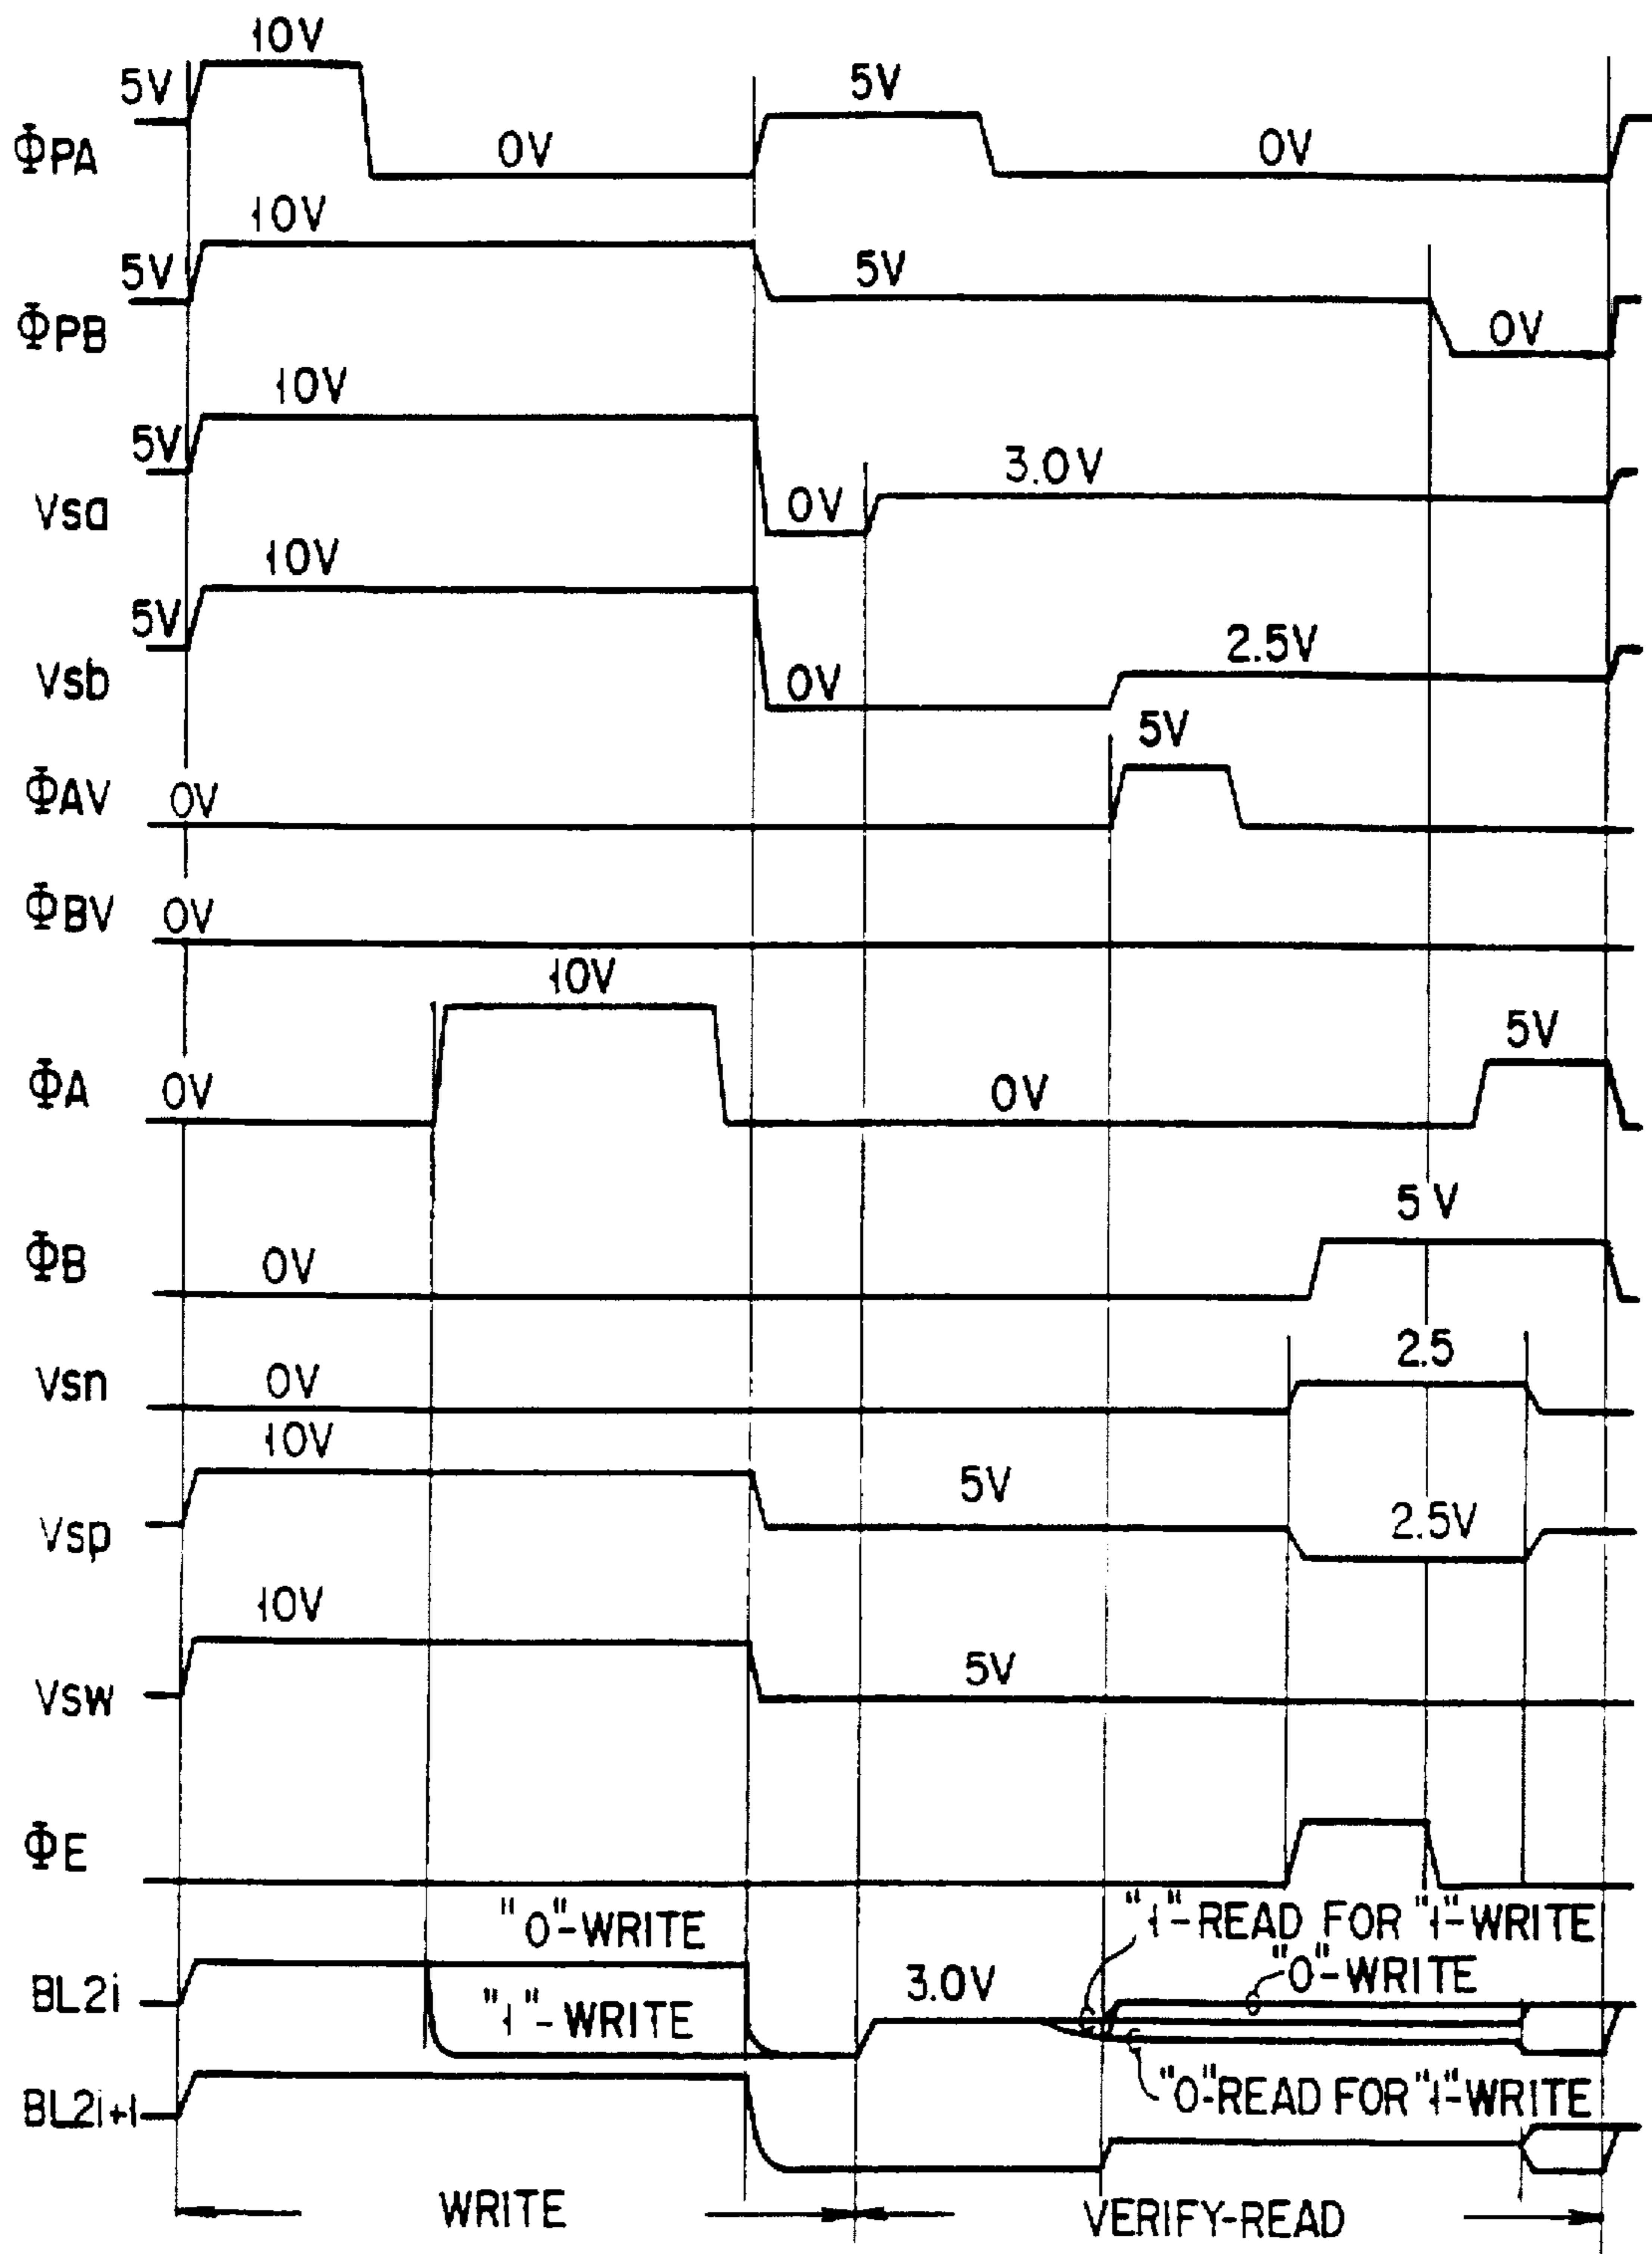 10V
5V 5V
ΦPA 0V 0V
10V
5V 5V
ΦPB 0V
10V
5V 3.0V
Vsa 0V
10V
5V 2.5V
Vsb 0V
5V
ΦAV 0V
ΦBV 0V
10V
5V
ΦA 0V 0V
5V
ΦB 0V
2.5
Vsn 0V
10V
5V
Vsp 2.5V
10V
5V
Vsw
ΦE
"0"-WRITE "1"-READ FOR "1"-WRITE
BL2i 3.0V "0"-WRITE
"1"-WRITE
"0"-READ FOR "1"-WRITE
BL2i+1
WRITE VERIFY-READ